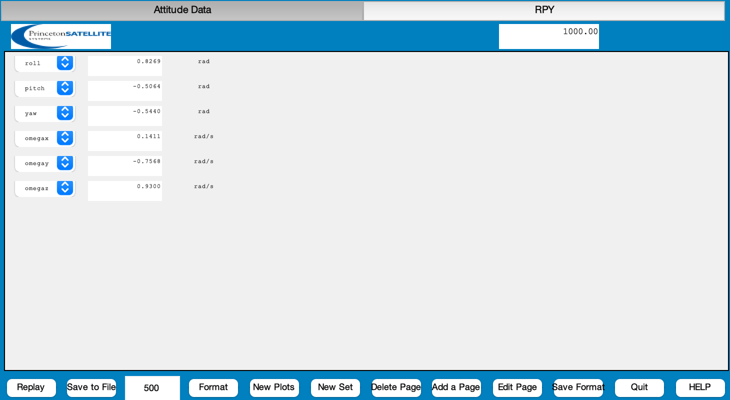 Attitude Data RPY
PrincetonSATELLITE
SYSTEMS
1000.00
roll 0.8269 rad
pitch -0.5064 rad
yaw -0.5440 rad
omegax 0.1411 rad/s
omegay -0.7568 rad/s
omegaz 0.9300 rad/s
Replay Save to File 500 Format New Plots New Set Delete Page Add a Page Edit Page Save Format Quit HELP